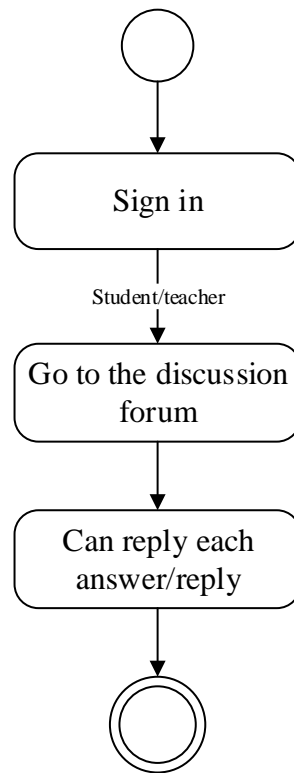 Sign in
Student/teacher
Go to the discussion
forum
Can reply each
answer/reply